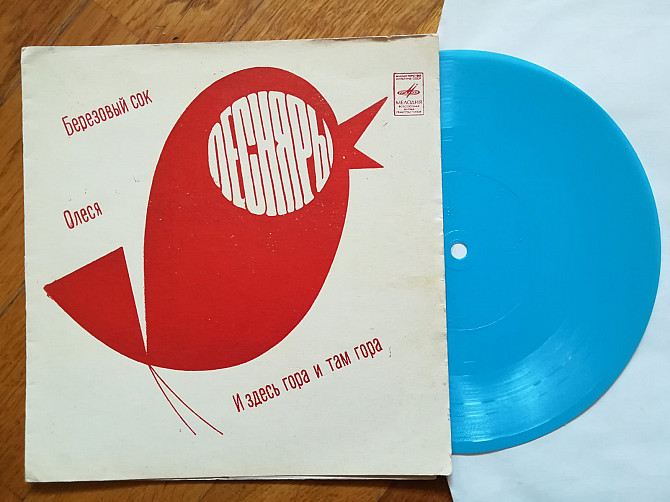 Березовый сок
ПЕСНЯРЫ
МЕЛОДИЯ
Олеся
И здесь гора и там гора